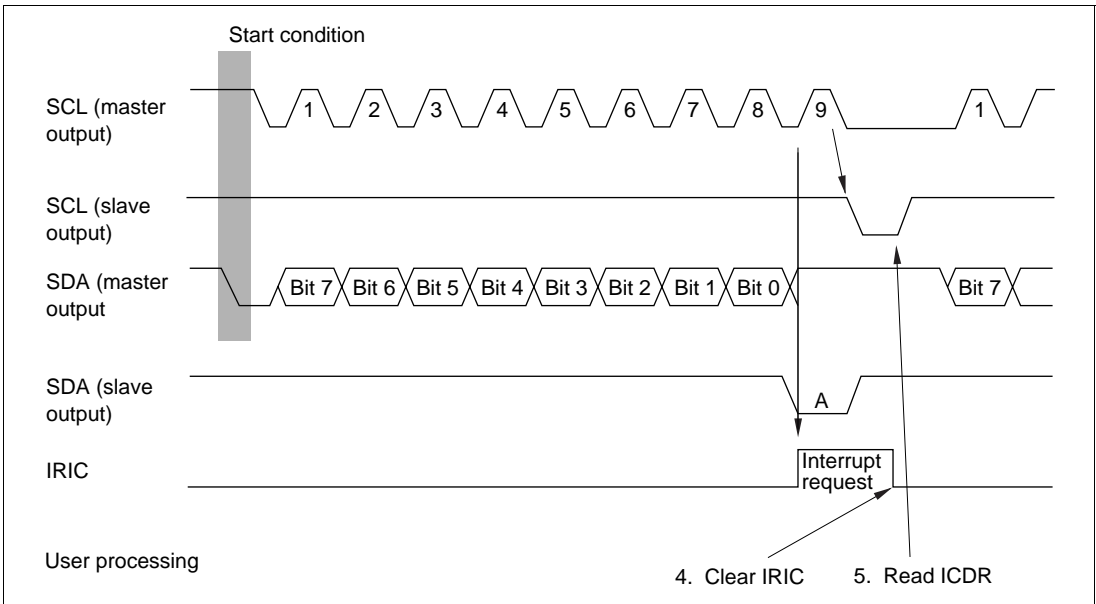 Start condition
SCL (master
output)
1 2 3 4 5 6 7 8 9 1
SCL (slave
output)
SDA (master
output
Bit 7 Bit 6 Bit 5 Bit 4 Bit 3 Bit 2 Bit 1 Bit 0 Bit 7
SDA (slave
output)
A
IRIC
Interrupt
request
User processing
4. Clear IRIC 5. Read ICDR